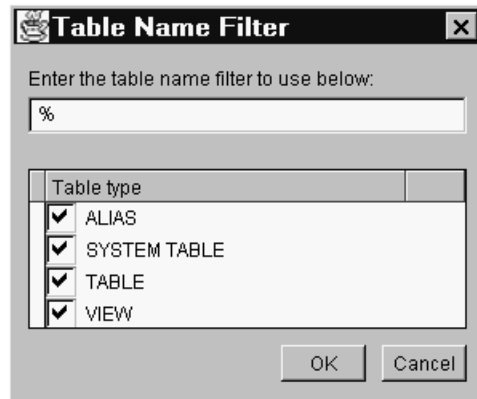 Table Name Filter
Enter the table name filter to use below:
%
Table type
ALIAS
SYSTEM TABLE
TABLE
VIEW
OK Cancel